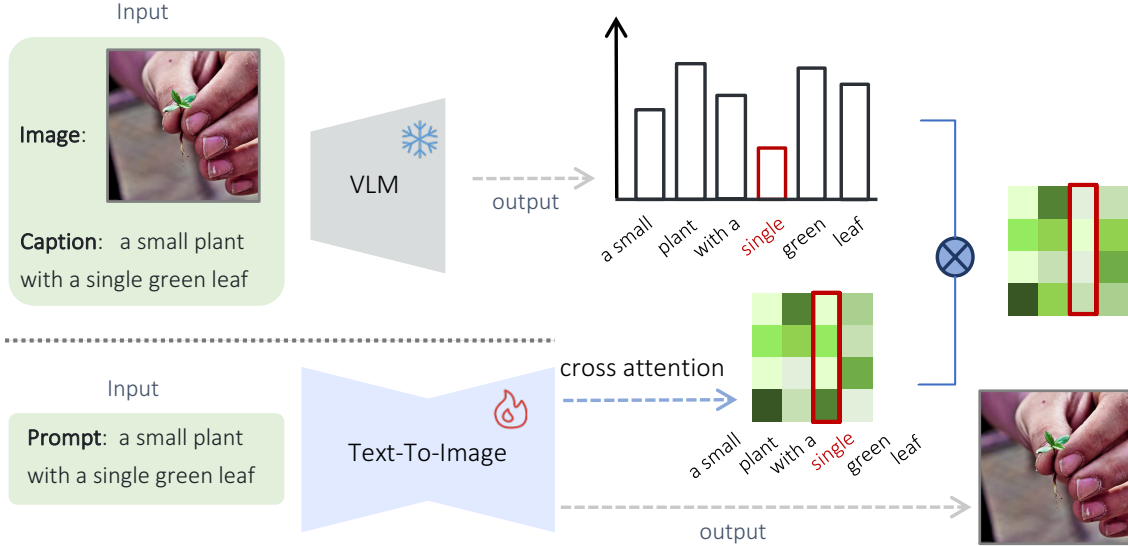 Input
Image:
Caption: a small plant
with a single green leaf
VLM
output
a small
plant
with a
single
green
leaf
Input
Prompt: a small plant
with a single green leaf
Text-To-Image
cross attention
a small
plant
with a
single
green
leaf
output